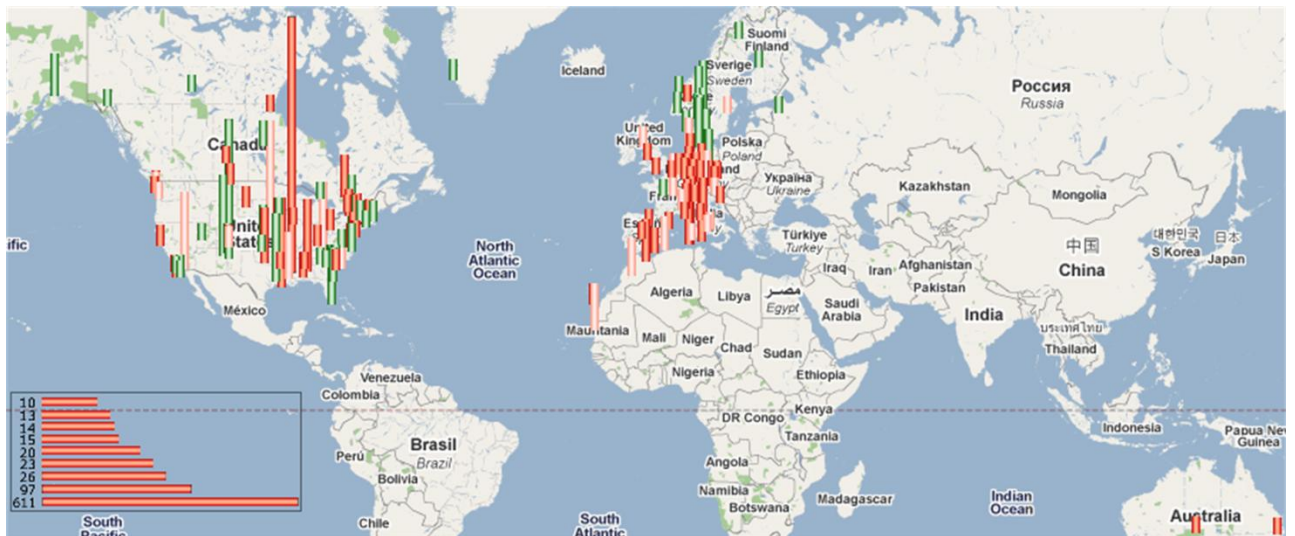 Suomi
Finland
Iceland
Sverige
Sweden
Россия
Russia
United
Kingdom
Canada
Polska
Poland
Україна
Ukraine
Kazakhstan
Mongolia
United
States
North
Atlantic
Ocean
Türkiye
Turkey
中国
China
대한민국
S Korea
日本
Japan
Iraq
Iran
Afghanistan
Pakistan
México
Algeria
Libya
مصر
Egypt
Saudi
Arabia
India
Mali
Niger
Chad
Sudan
ประเทศไทย
Thailand
Nigeria
Ethiopia
Venezuela
Colombia
10
13
14
15
20
23
26
97
611
DR Congo
Kenya
Tanzania
Indonesia
Papua Ne
Guinea
Perú
Brasil
Brazil
Bolivia
Angola
Namibia
Botswana
Madagascar
Indian
Ocean
Australia
Chile
South
Pacific
South
Atlantic